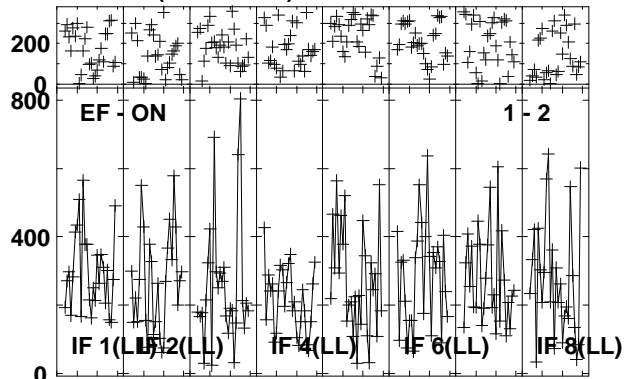 200
0
800
EF - ON 1 - 2
400
IF 1(LL) IF 2(LL) IF 4(LL) IF 6(LL) IF 8(LL)
0